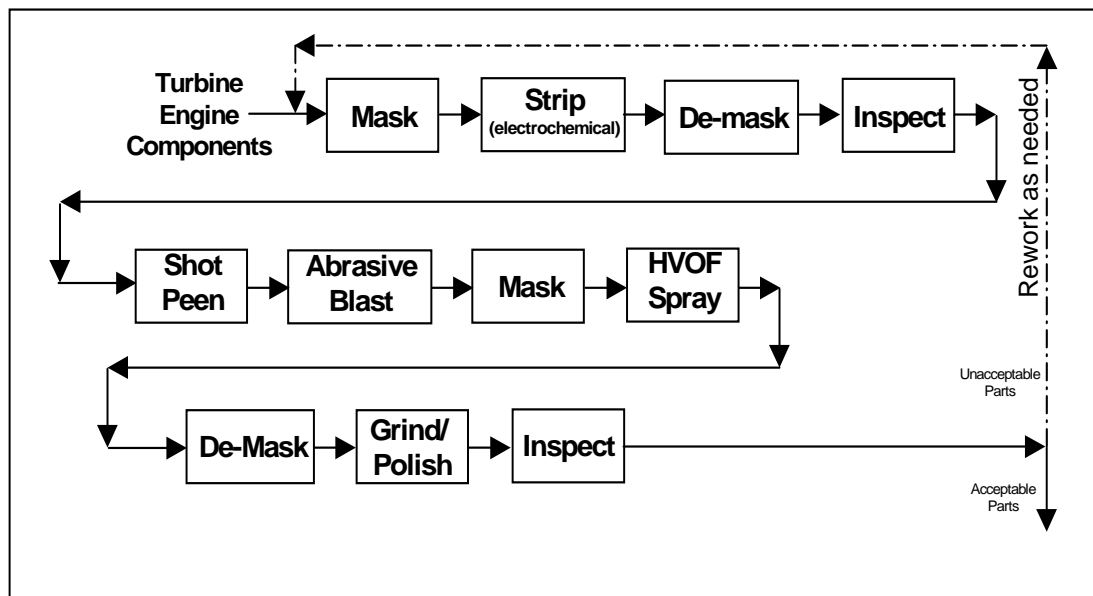 Turbine
Engine
Components
Mask
Strip
(electrochemical)
De-mask
Inspect
Rework as needed
Shot
Peen
Abrasive
Blast
Mask
HVOF
Spray
Unacceptable
Parts
De-Mask
Grind/
Polish
Inspect
Acceptable
Parts